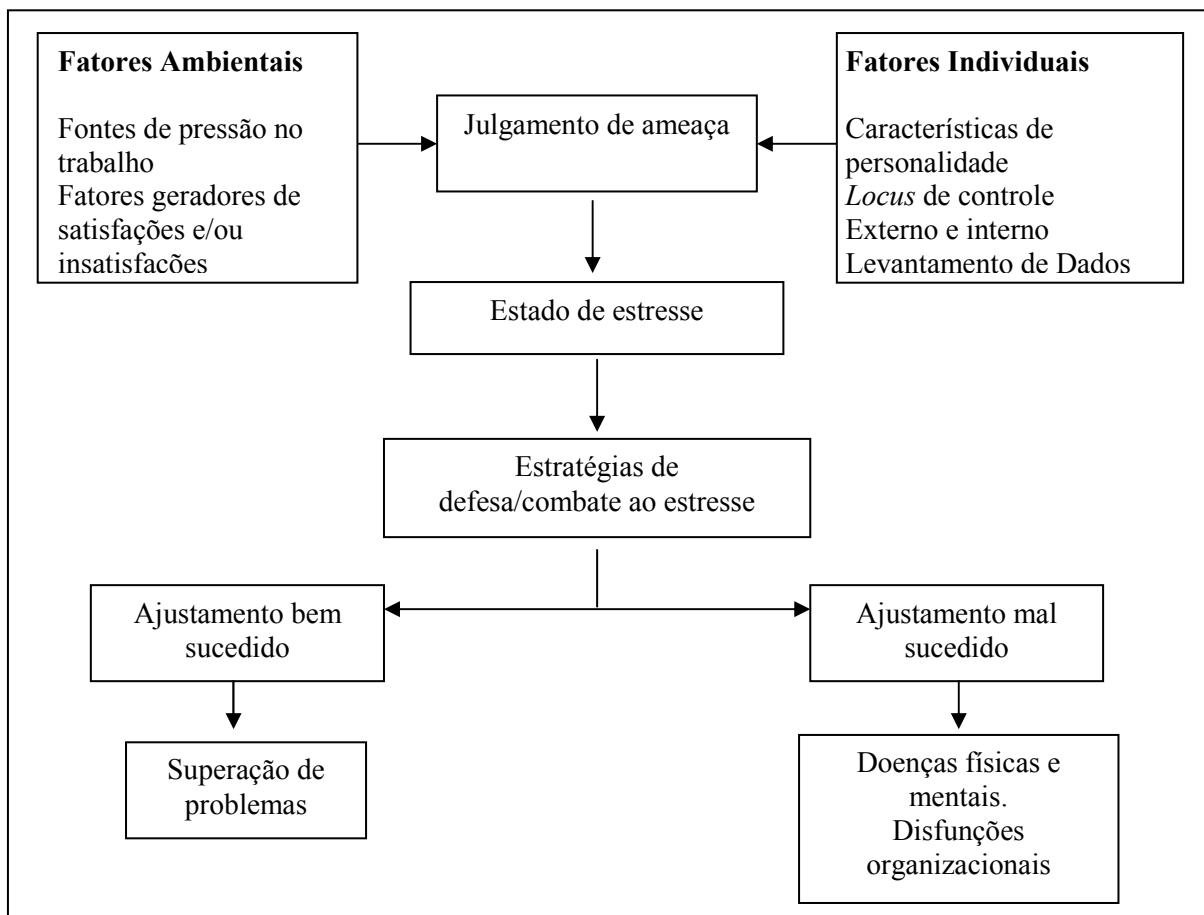 Fatores Ambientais
Fontes de pressão no
trabalho
Fatores geradores de
satisfações e/ou
insatisfacões
Julgamento de ameaça
Fatores Individuais
Características de
personalidade
Locus de controle
Externo e interno
Levantamento de Dados
Estado de estresse
Estratégias de
defesa/combate ao estresse
Ajustamento bem
sucedido
Ajustamento mal
sucedido
Superação de
problemas
Doenças físicas e
mentais.
Disfunções
organizacionais